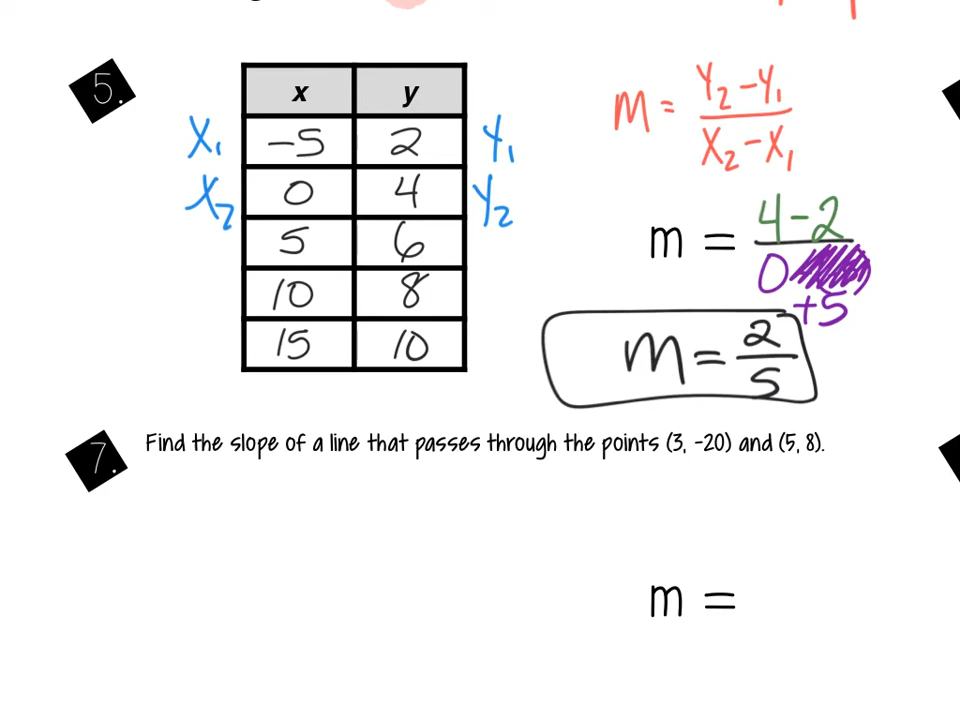 5.
x y
X₁ -5 2 Y₁
X₂ 0 4 Y₂
5 6
10 8
15 10
m = Y₂ - Y₁
X₂ - X₁
m = 4 - 2
0 +5
m = 2
5
7. Find the slope of a line that passes through the points (3, -20) and (5, 8).
m =